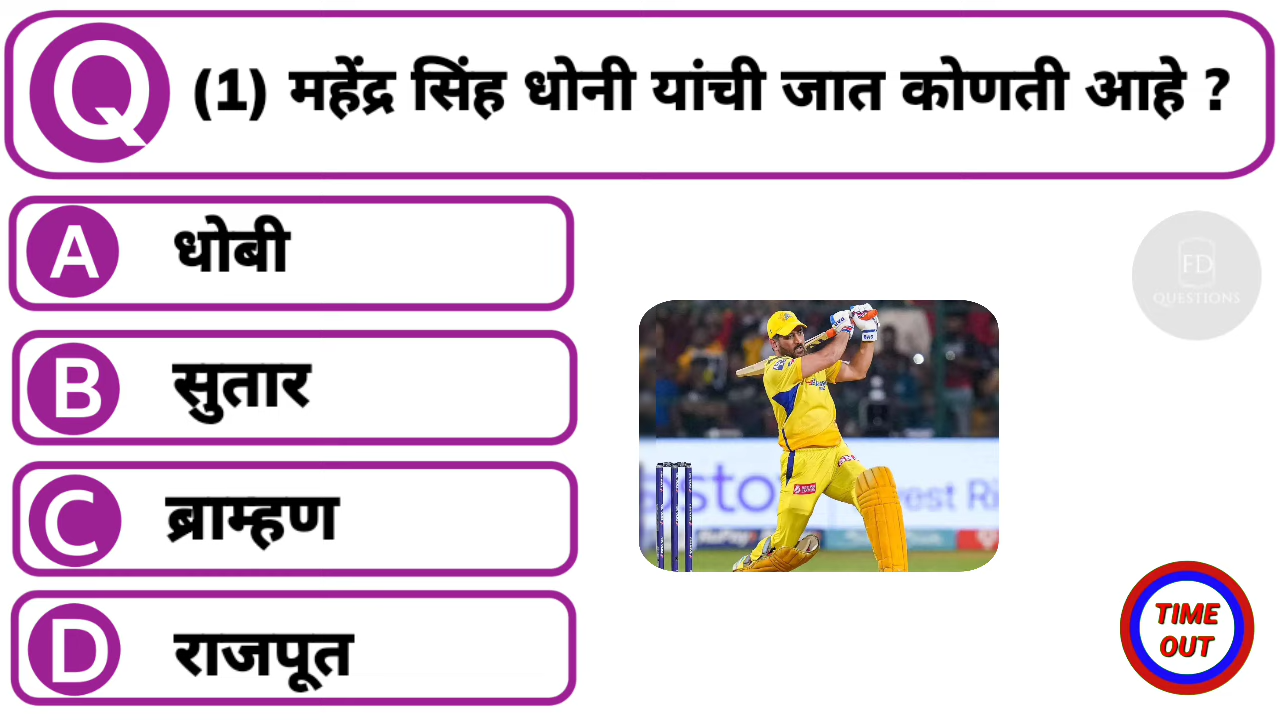 Q (1) महेंद्र सिंह धोनी यांची जात कोणती आहे ?
A धोबी
FD
QUESTIONS
B सुतार
C ब्राम्हण
D राजपूत
TIME
OUT